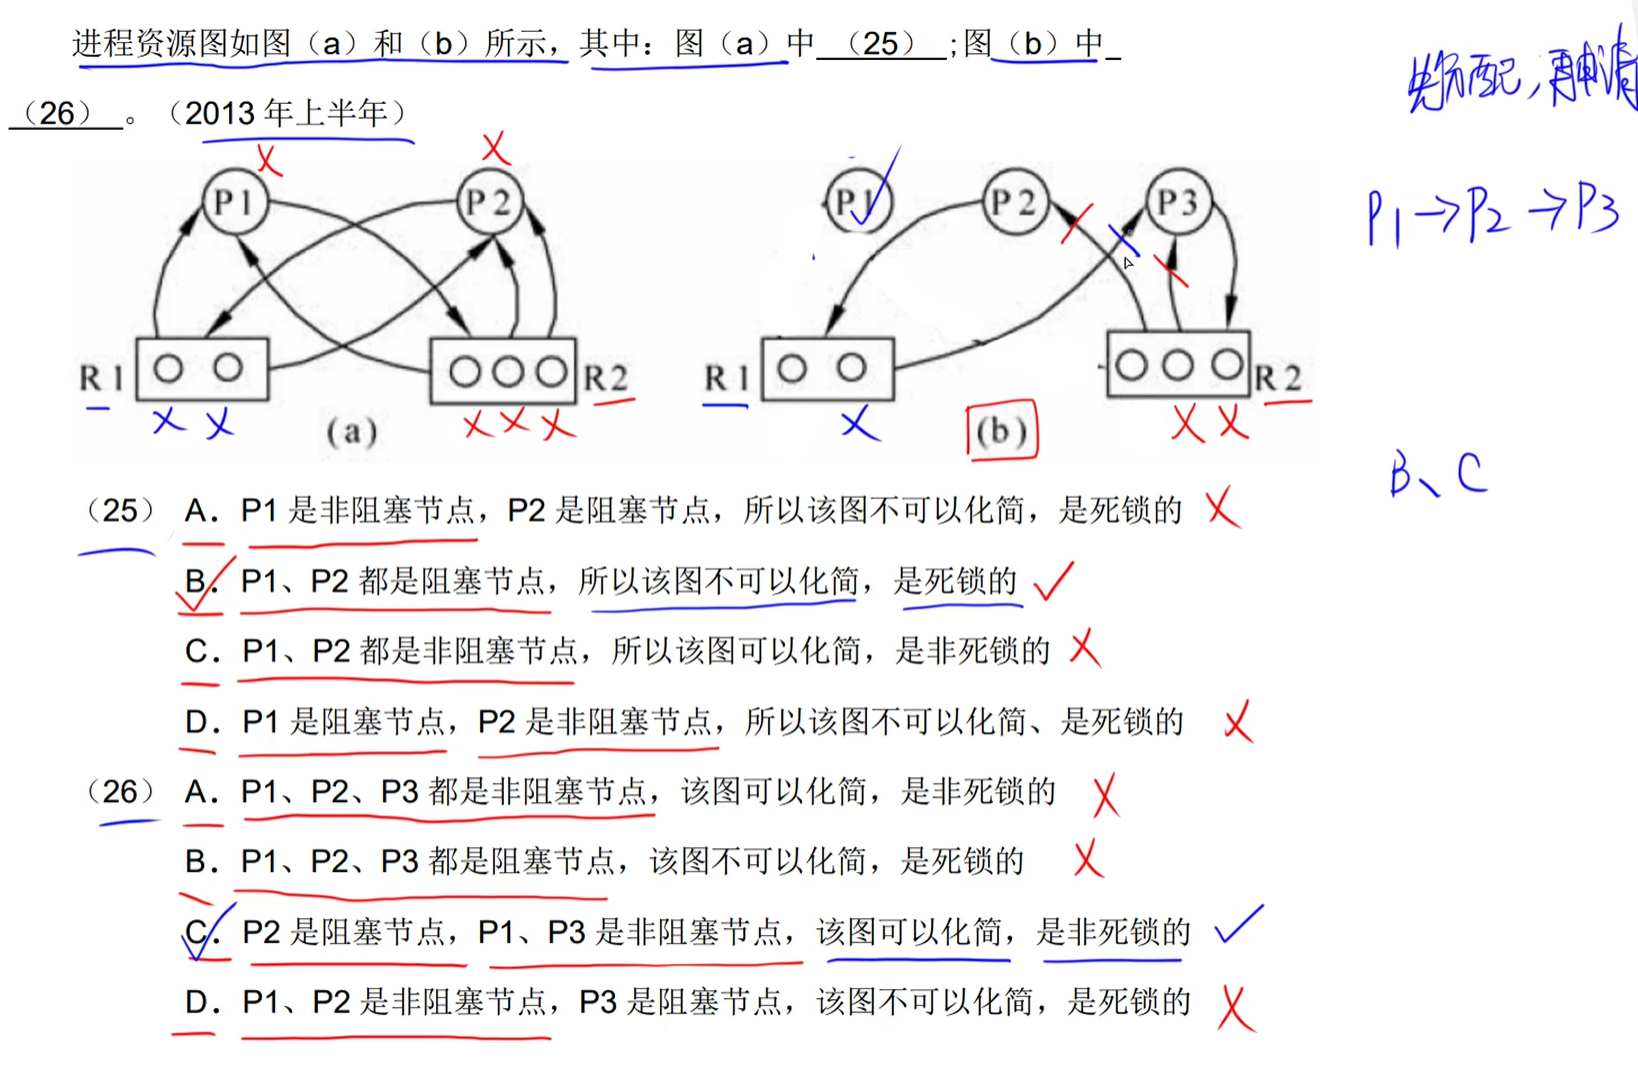 进程资源图如图（a）和（b）所示，其中：图（a）中 （25） ;图（b）中
（26） 。（2013 年上半年）
先分配，再申请
P1 P2
P1 P2 P3
P1→P2→P3
R1 R2
R1 R2
(a) (b)
B、C
（25） A. P1 是非阻塞节点，P2 是阻塞节点，所以该图不可以化简，是死锁的
B. P1、P2 都是阻塞节点，所以该图不可以化简，是死锁的
C. P1、P2 都是非阻塞节点，所以该图可以化简，是非死锁的
D. P1 是阻塞节点，P2 是非阻塞节点，所以该图不可以化简、是死锁的
（26） A. P1、P2、P3 都是非阻塞节点，该图可以化简，是非死锁的
B. P1、P2、P3 都是阻塞节点，该图不可以化简，是死锁的
C. P2 是阻塞节点，P1、P3 是非阻塞节点，该图可以化简，是非死锁的
D. P1、P2 是非阻塞节点，P3 是阻塞节点，该图不可以化简，是死锁的